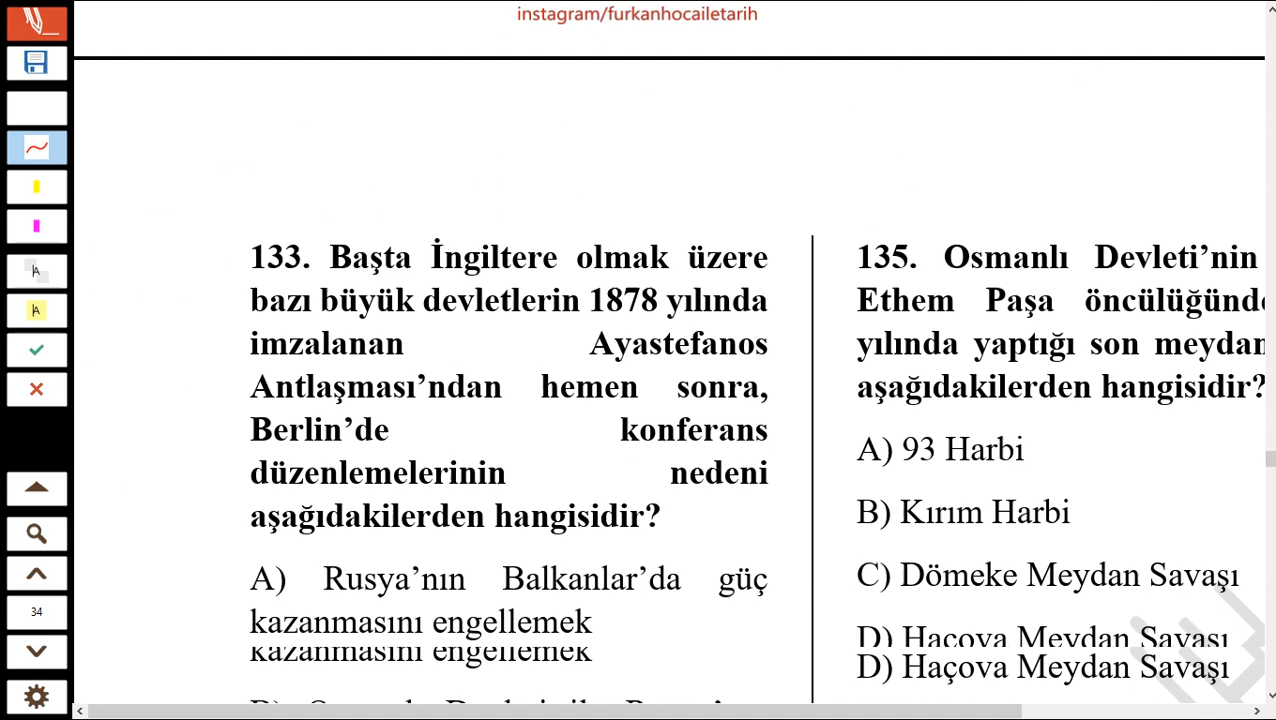 instagram/furkanhocailetarih
133. Başta İngiltere olmak üzere
bazı büyük devletlerin 1878 yılında
imzalanan Ayastefanos
Antlaşması’ndan hemen sonra,
Berlin’de konferans
düzenlemelerinin nedeni
aşağıdakilerden hangisidir?
A) Rusya’nın Balkanlar’da güç
kazanmasını engellemek
kazanmasını engellemek
135. Osmanlı Devleti’nin
Ethem Paşa öncülüğünd
yılında yaptığı son meydan
aşağıdakilerden hangisidir?
A) 93 Harbi
B) Kırım Harbi
C) Dömeke Meydan Savaşı
D) Haçova Meydan Savaşı
D) Haçova Meydan Savaşı
34